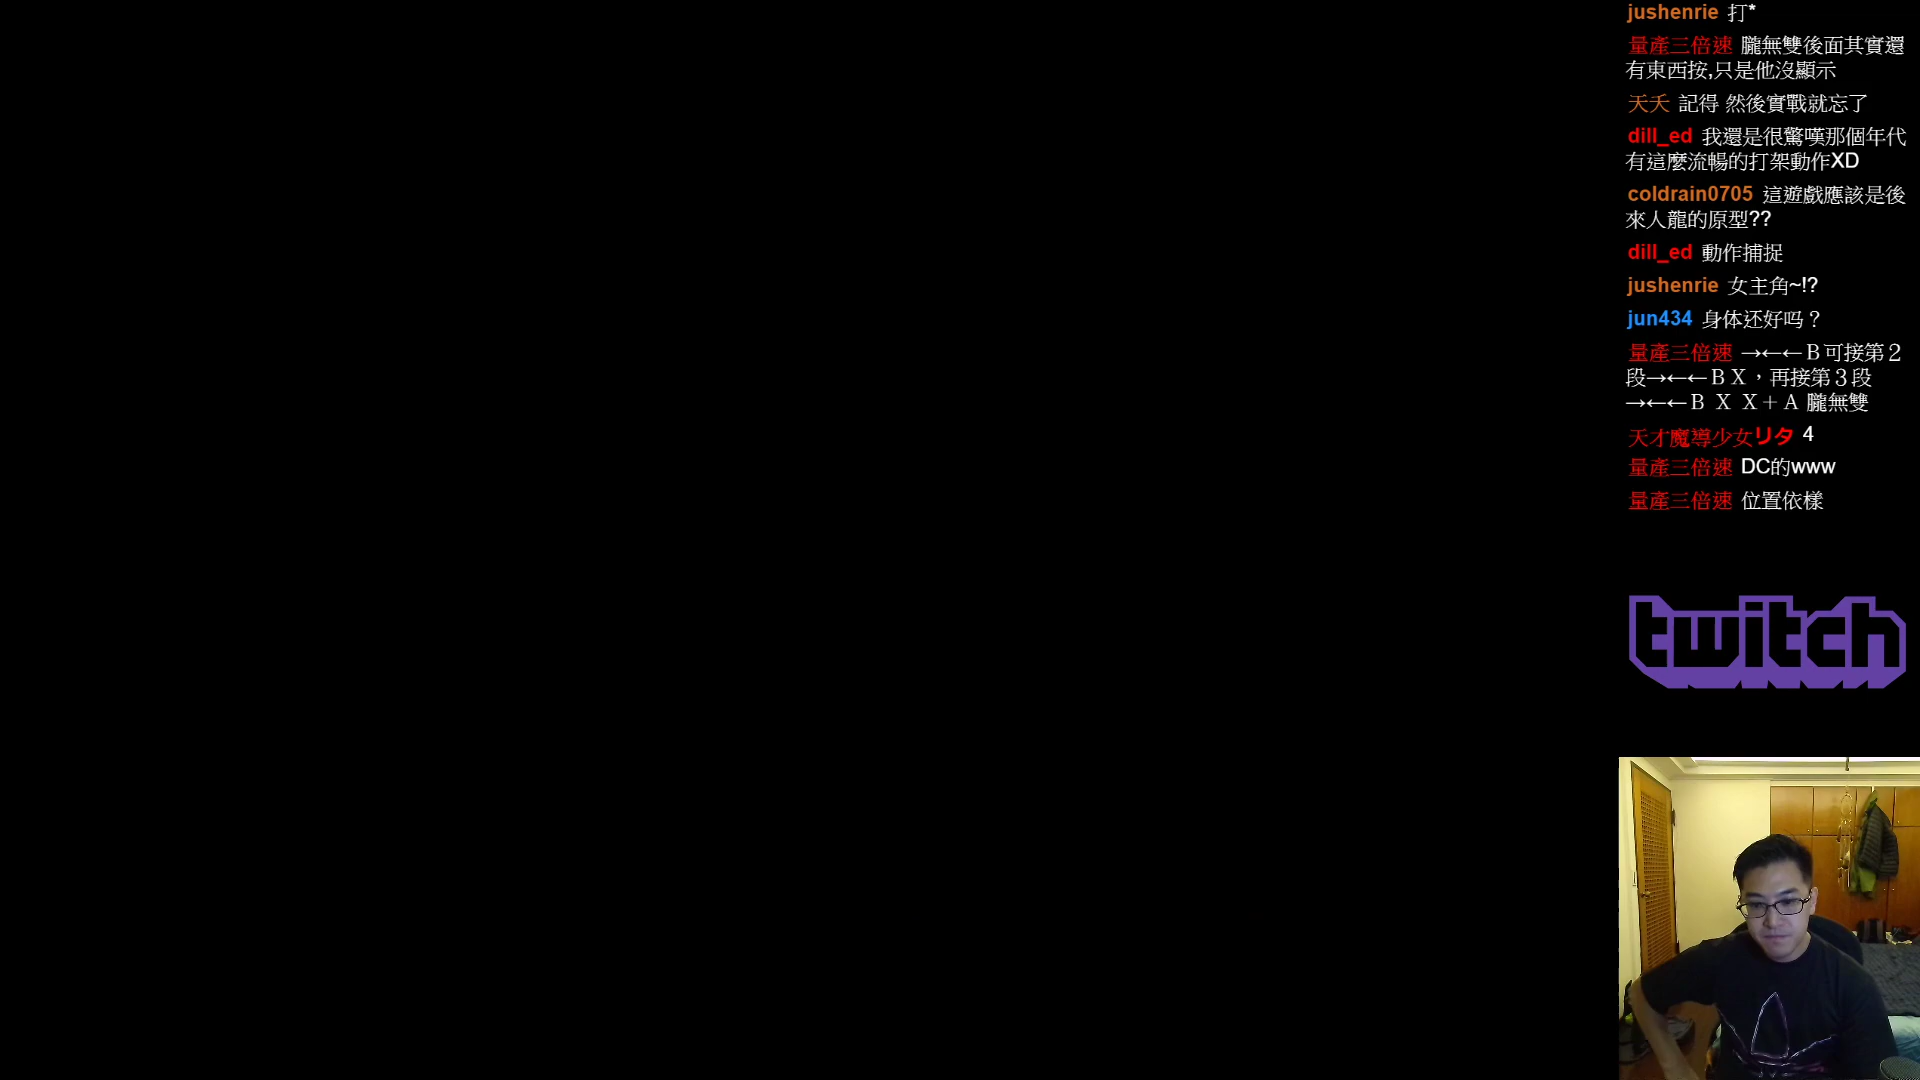 jushenrie 打*
量產三倍速 朧無雙後面其實還
有東西按,只是他沒顯示
天夭 記得 然後實戰就忘了
dill_ed 我還是很驚嘆那個年代
有這麼流暢的打架動作XD
coldrain0705 這遊戲應該是後
來人龍的原型??
dill_ed 動作捕捉
jushenrie 女主角~!?
jun434 身体还好吗？
量產三倍速 →←←Ｂ可接第２
段→←←ＢＸ，再接第３段
→←←Ｂ Ｘ Ｘ＋Ａ 朧無雙
天才魔導少女リタ 4
量產三倍速 DC的www
量產三倍速 位置依樣
twitch